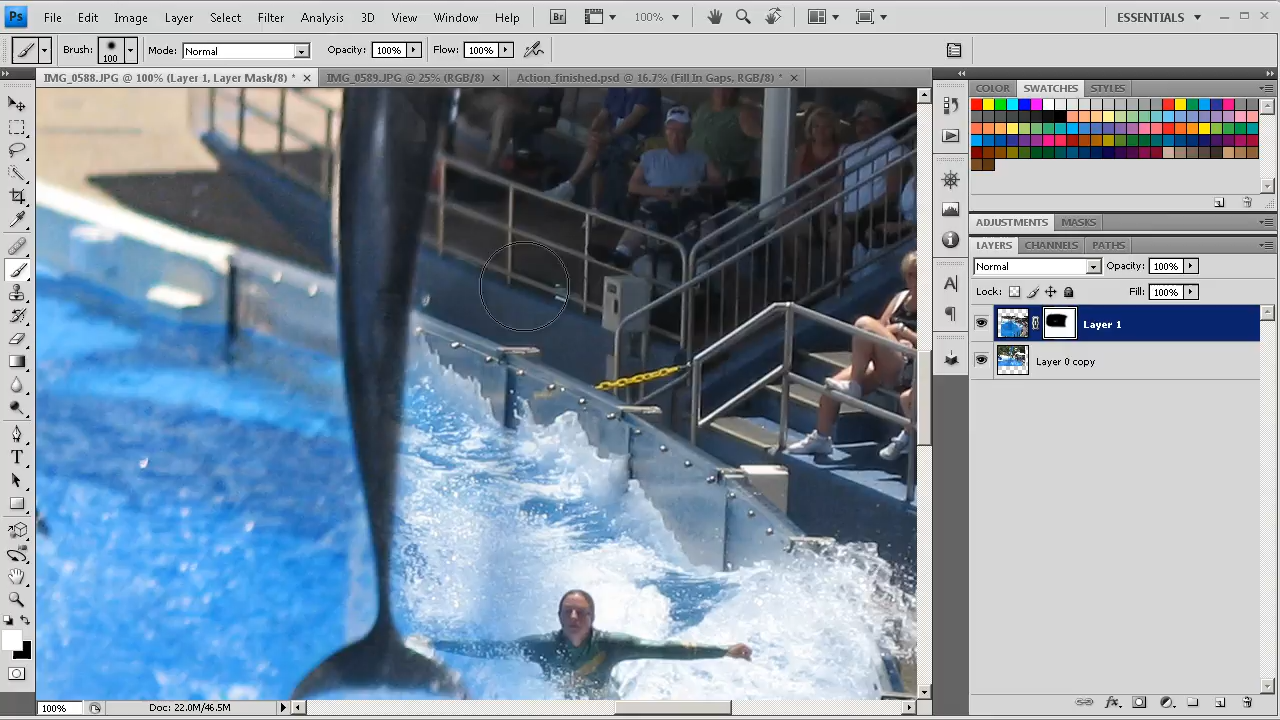 Ps File Edit Image Layer Select Filter Analysis 3D View Window Help Br 100% ESSENTIALS
Brush: 100 Mode: Normal Opacity: 100% Flow: 100%
IMG_0588.JPG @ 100% (Layer 1, Layer Mask/8) * IMG_0589.JPG @ 25% (RGB/8) Action_finished.psd @ 16.7% (Fill In Gaps, RGB/8) *
COLOR SWATCHES STYLES
ADJUSTMENTS MASKS
LAYERS CHANNELS PATHS
Normal Opacity: 100%
Lock: Fill: 100%
Layer 1
Layer 0 copy
100% Doc: 22.0M/46.5M